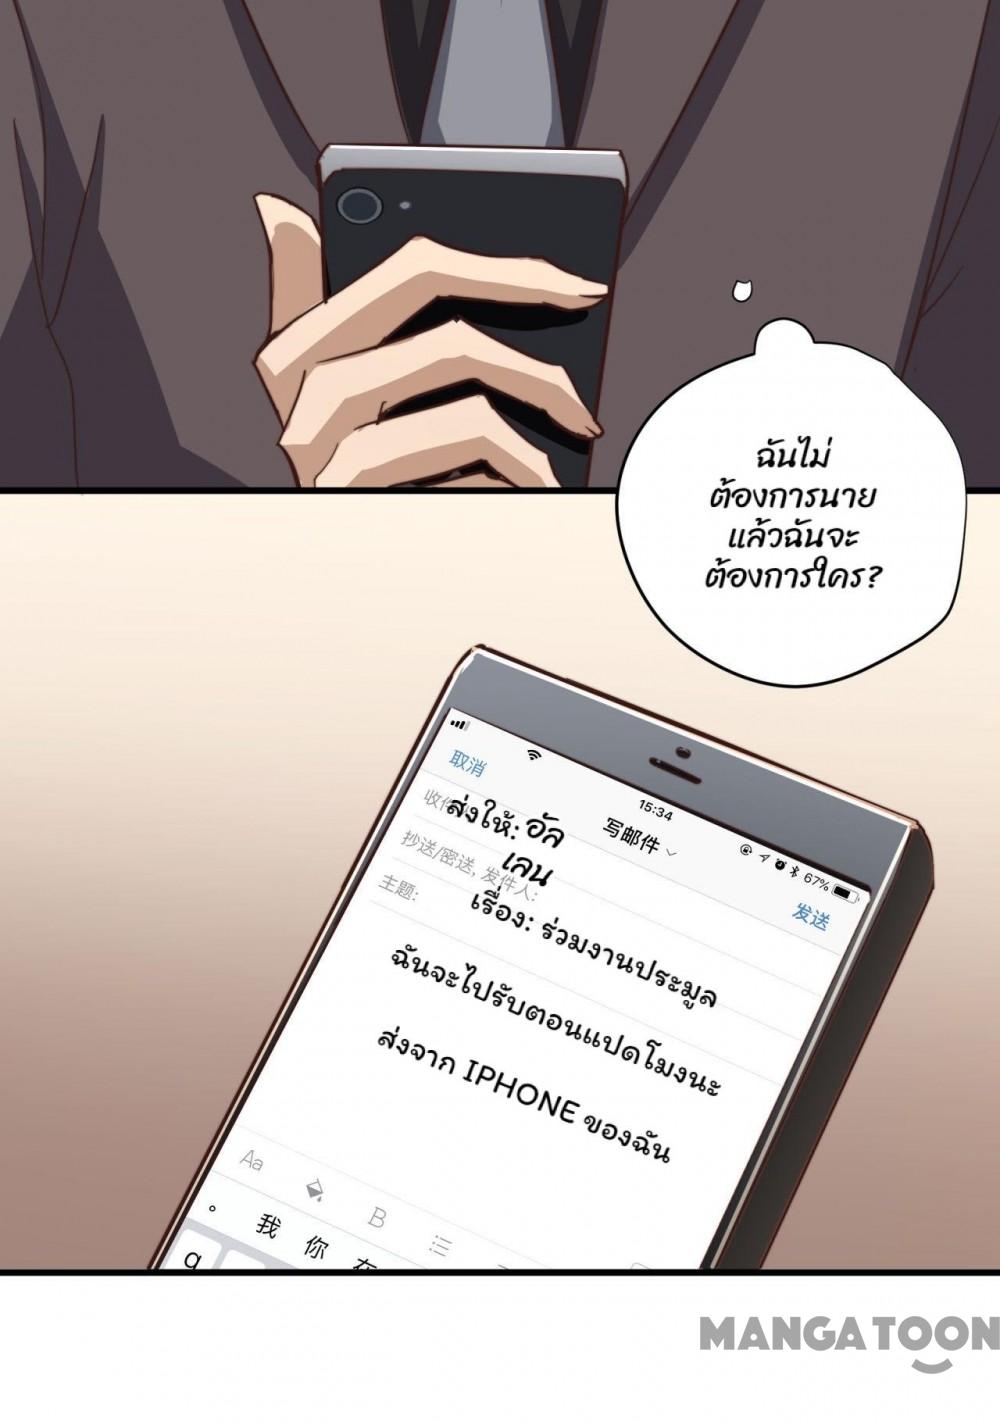 ฉันไม่
ต้องการนาย
แล้วฉันจะ
ต้องการใคร?
15:34
67%
取消
写邮件
发送
ส่งให้: อัล
เลน
抄送/密送, 发件人:
主题:
เรื่อง: ร่วมงานประมูล
ฉันจะไปรับตอนแปดโมงนะ
ส่งจาก IPHONE ของฉัน
Aa
B
。 我 你 在
q
MANGATOON